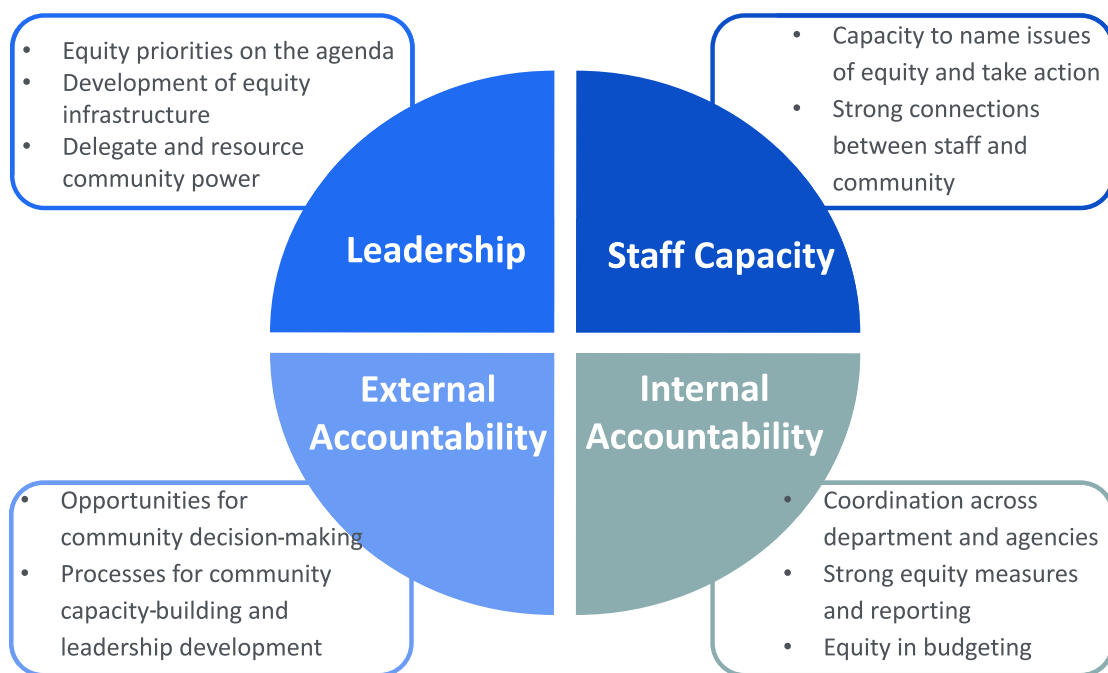 • Equity priorities on the agenda
• Development of equity
infrastructure
• Delegate and resource
community power
• Capacity to name issues
of equity and take action
• Strong connections
between staff and
community
Leadership
Staff Capacity
External
Accountability
Internal
Accountability
• Opportunities for
community decision-making
• Processes for community
capacity-building and
leadership development
• Coordination across
department and agencies
• Strong equity measures
and reporting
• Equity in budgeting